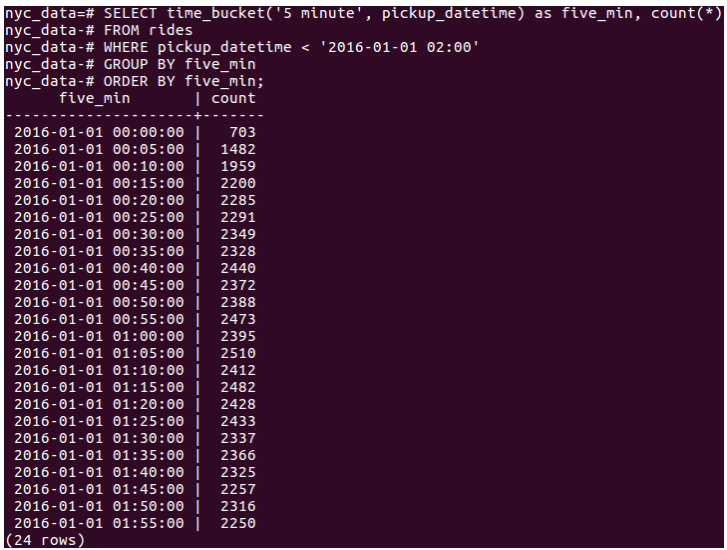 nyc_data=# SELECT time_bucket('5 minute', pickup_datetime) as five_min, count(*)
nyc_data-# FROM rides
nyc_data-# WHERE pickup_datetime < '2016-01-01 02:00'
nyc_data-# GROUP BY five_min
nyc_data-# ORDER BY five_min;
      five_min       | count
---------------------+-------
 2016-01-01 00:00:00 |   703
 2016-01-01 00:05:00 |  1482
 2016-01-01 00:10:00 |  1959
 2016-01-01 00:15:00 |  2200
 2016-01-01 00:20:00 |  2285
 2016-01-01 00:25:00 |  2291
 2016-01-01 00:30:00 |  2349
 2016-01-01 00:35:00 |  2328
 2016-01-01 00:40:00 |  2440
 2016-01-01 00:45:00 |  2372
 2016-01-01 00:50:00 |  2388
 2016-01-01 00:55:00 |  2473
 2016-01-01 01:00:00 |  2395
 2016-01-01 01:05:00 |  2510
 2016-01-01 01:10:00 |  2412
 2016-01-01 01:15:00 |  2482
 2016-01-01 01:20:00 |  2428
 2016-01-01 01:25:00 |  2433
 2016-01-01 01:30:00 |  2337
 2016-01-01 01:35:00 |  2366
 2016-01-01 01:40:00 |  2325
 2016-01-01 01:45:00 |  2257
 2016-01-01 01:50:00 |  2316
 2016-01-01 01:55:00 |  2250
(24 rows)